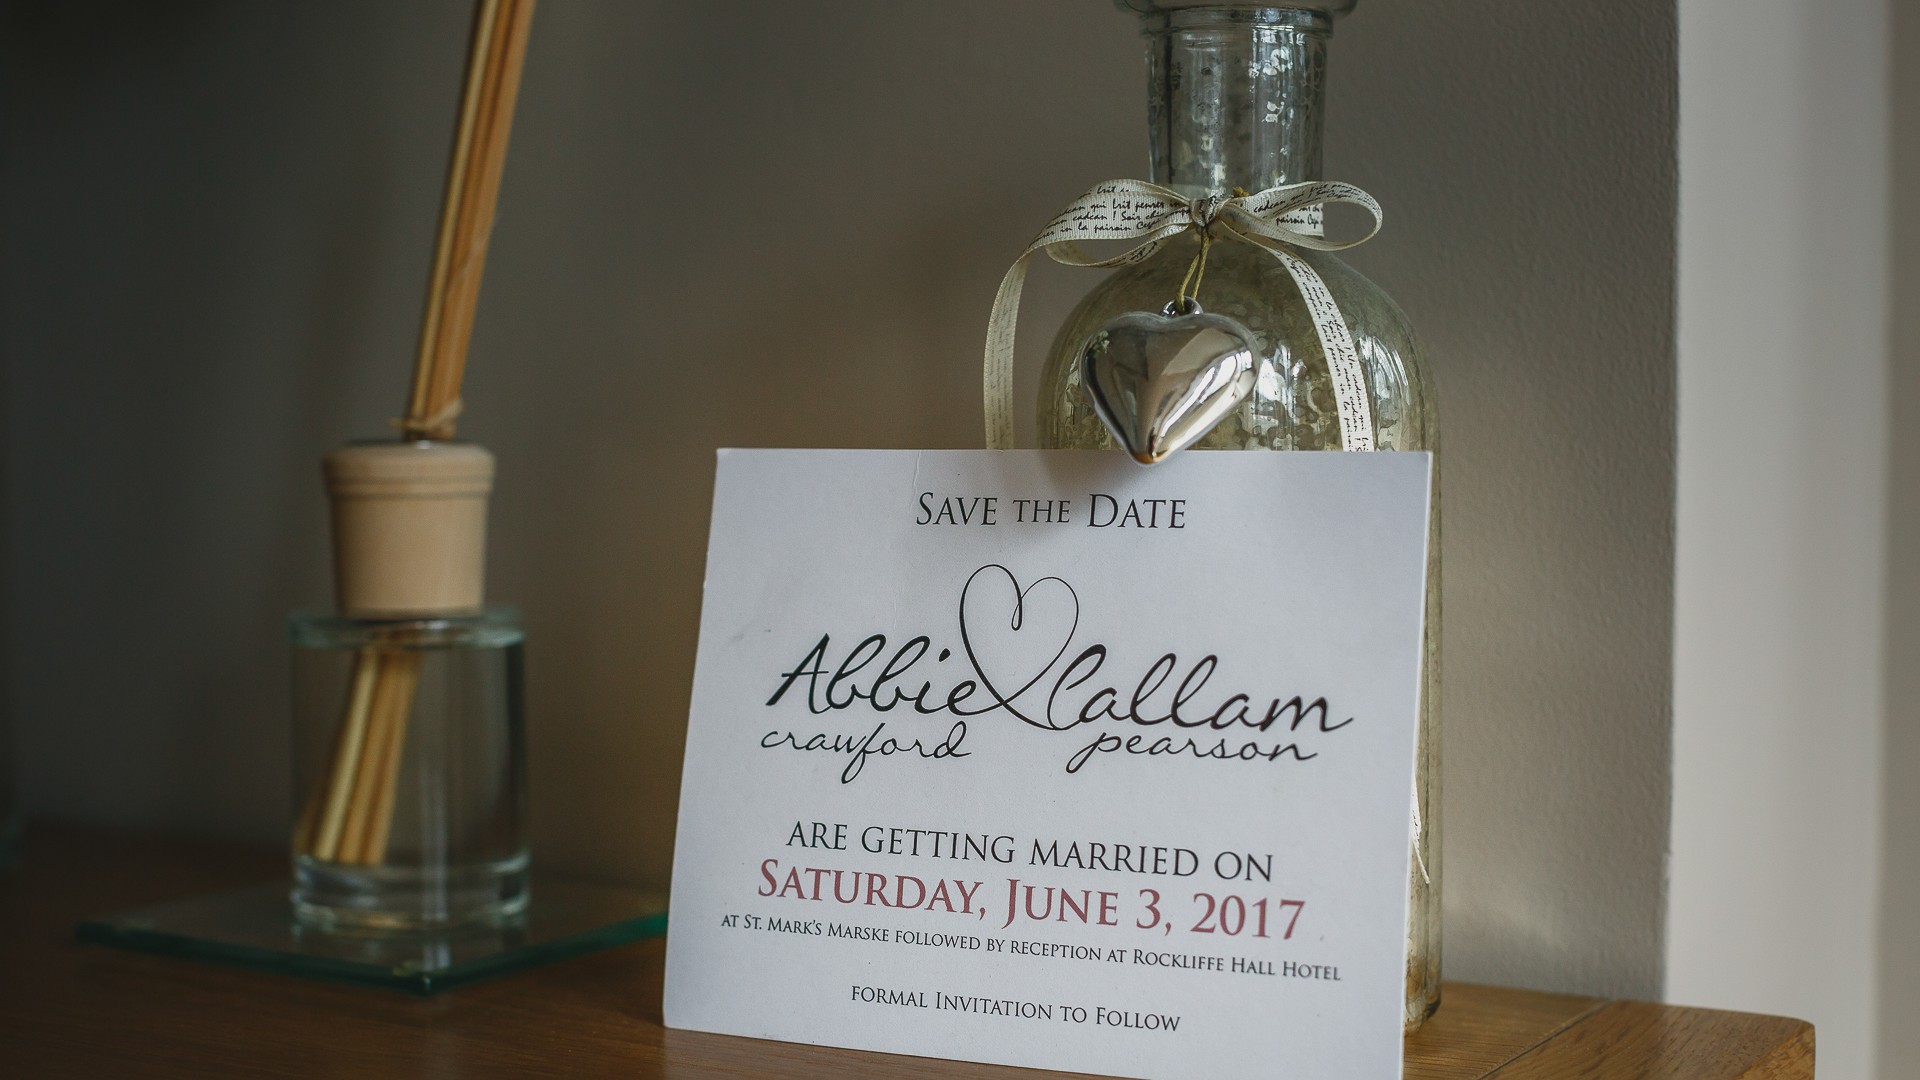 SAVE THE DATE
Abbie Callam
crawford pearson
ARE GETTING MARRIED ON
SATURDAY, JUNE 3, 2017
AT ST. MARK'S MARSKE FOLLOWED BY RECEPTION AT ROCKLIFFE HALL HOTEL
FORMAL INVITATION TO FOLLOW